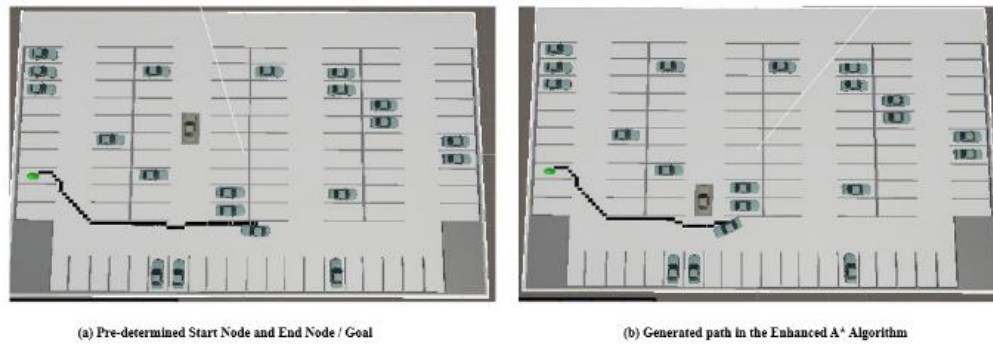 (a) Pre-determined Start Node and End Node / Goal
(b) Generated path in the Enhanced A* Algorithm